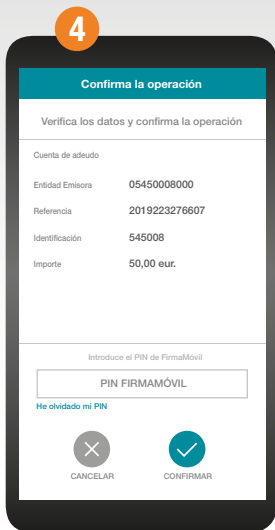 4
Confirma la operación
Verifica los datos y confirma la operación
Cuenta de adeudo
Entidad Emisora 05450008000
Referencia 2019223276607
Identificación 545008
Importe 50,00 eur.
Introduce el PIN de FirmaMóvil
PIN FIRMAMÓVIL
He olvidado mi PIN
CANCELAR CONFIRMAR